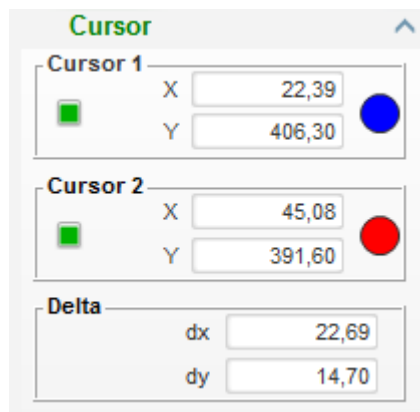 Cursor
Cursor 1
X 22,39
Y 406,30
Cursor 2
X 45,08
Y 391,60
Delta
dx 22,69
dy 14,70